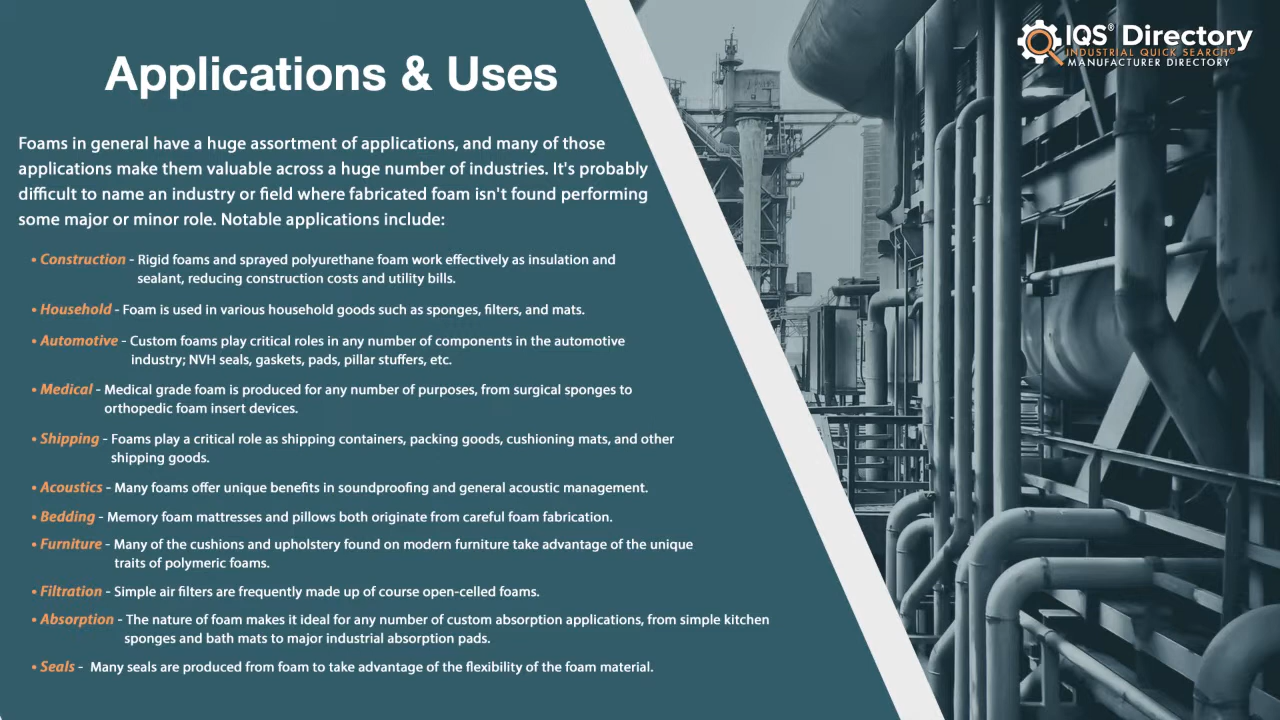 IQS® Directory
INDUSTRIAL QUICK SEARCH®
MANUFACTURER DIRECTORY
Applications & Uses
Foams in general have a huge assortment of applications, and many of those
applications make them valuable across a huge number of industries. It's probably
difficult to name an industry or field where fabricated foam isn't found performing
some major or minor role. Notable applications include:
• Construction - Rigid foams and sprayed polyurethane foam work effectively as insulation and
sealant, reducing construction costs and utility bills.
• Household - Foam is used in various household goods such as sponges, filters, and mats.
• Automotive - Custom foams play critical roles in any number of components in the automotive
industry; NVH seals, gaskets, pads, pillar stuffers, etc.
• Medical - Medical grade foam is produced for any number of purposes, from surgical sponges to
orthopedic foam insert devices.
• Shipping - Foams play a critical role as shipping containers, packing goods, cushioning mats, and other
shipping goods.
• Acoustics - Many foams offer unique benefits in soundproofing and general acoustic management.
• Bedding - Memory foam mattresses and pillows both originate from careful foam fabrication.
• Furniture - Many of the cushions and upholstery found on modern furniture take advantage of the unique
traits of polymeric foams.
• Filtration - Simple air filters are frequently made up of course open-celled foams.
• Absorption - The nature of foam makes it ideal for any number of custom absorption applications, from simple kitchen
sponges and bath mats to major industrial absorption pads.
• Seals - Many seals are produced from foam to take advantage of the flexibility of the foam material.